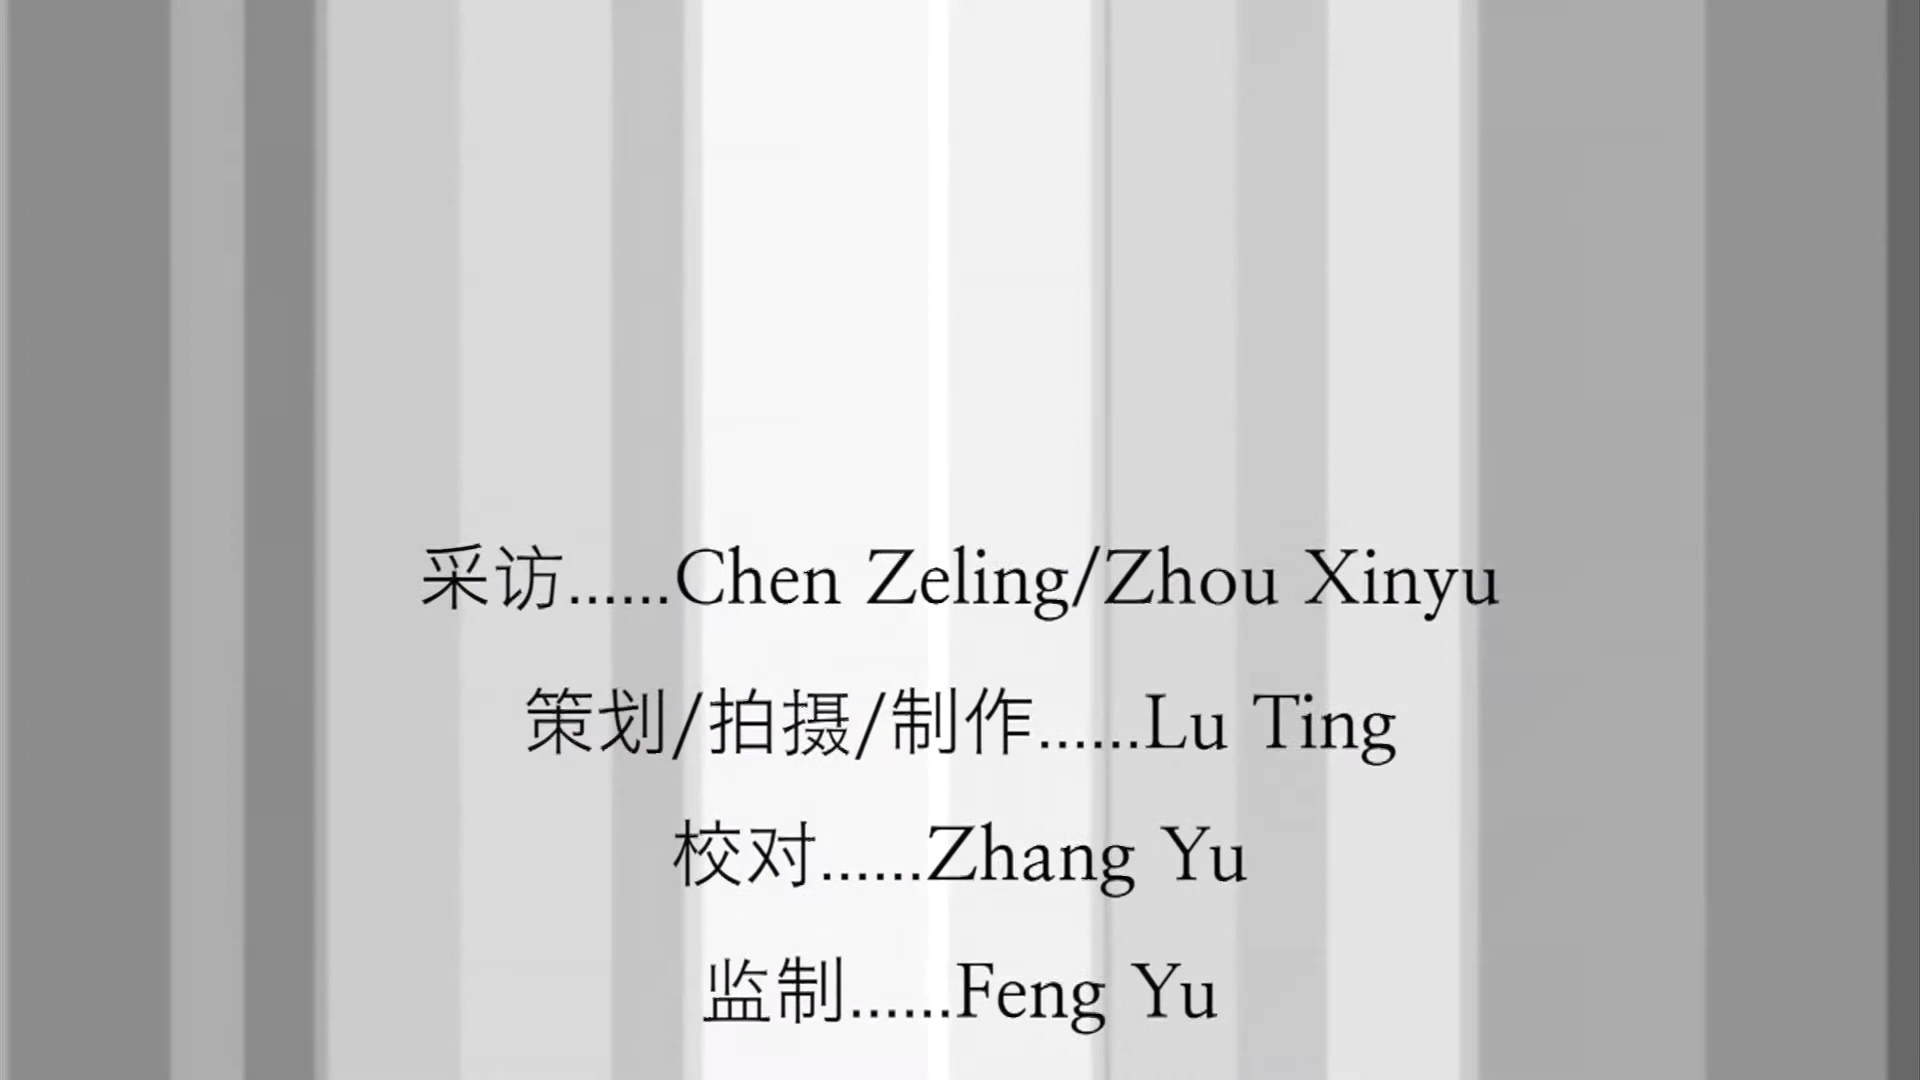 采访......Chen Zeling/Zhou Xinyu
策划/拍摄/制作......Lu Ting
校对......Zhang Yu
监制......Feng Yu